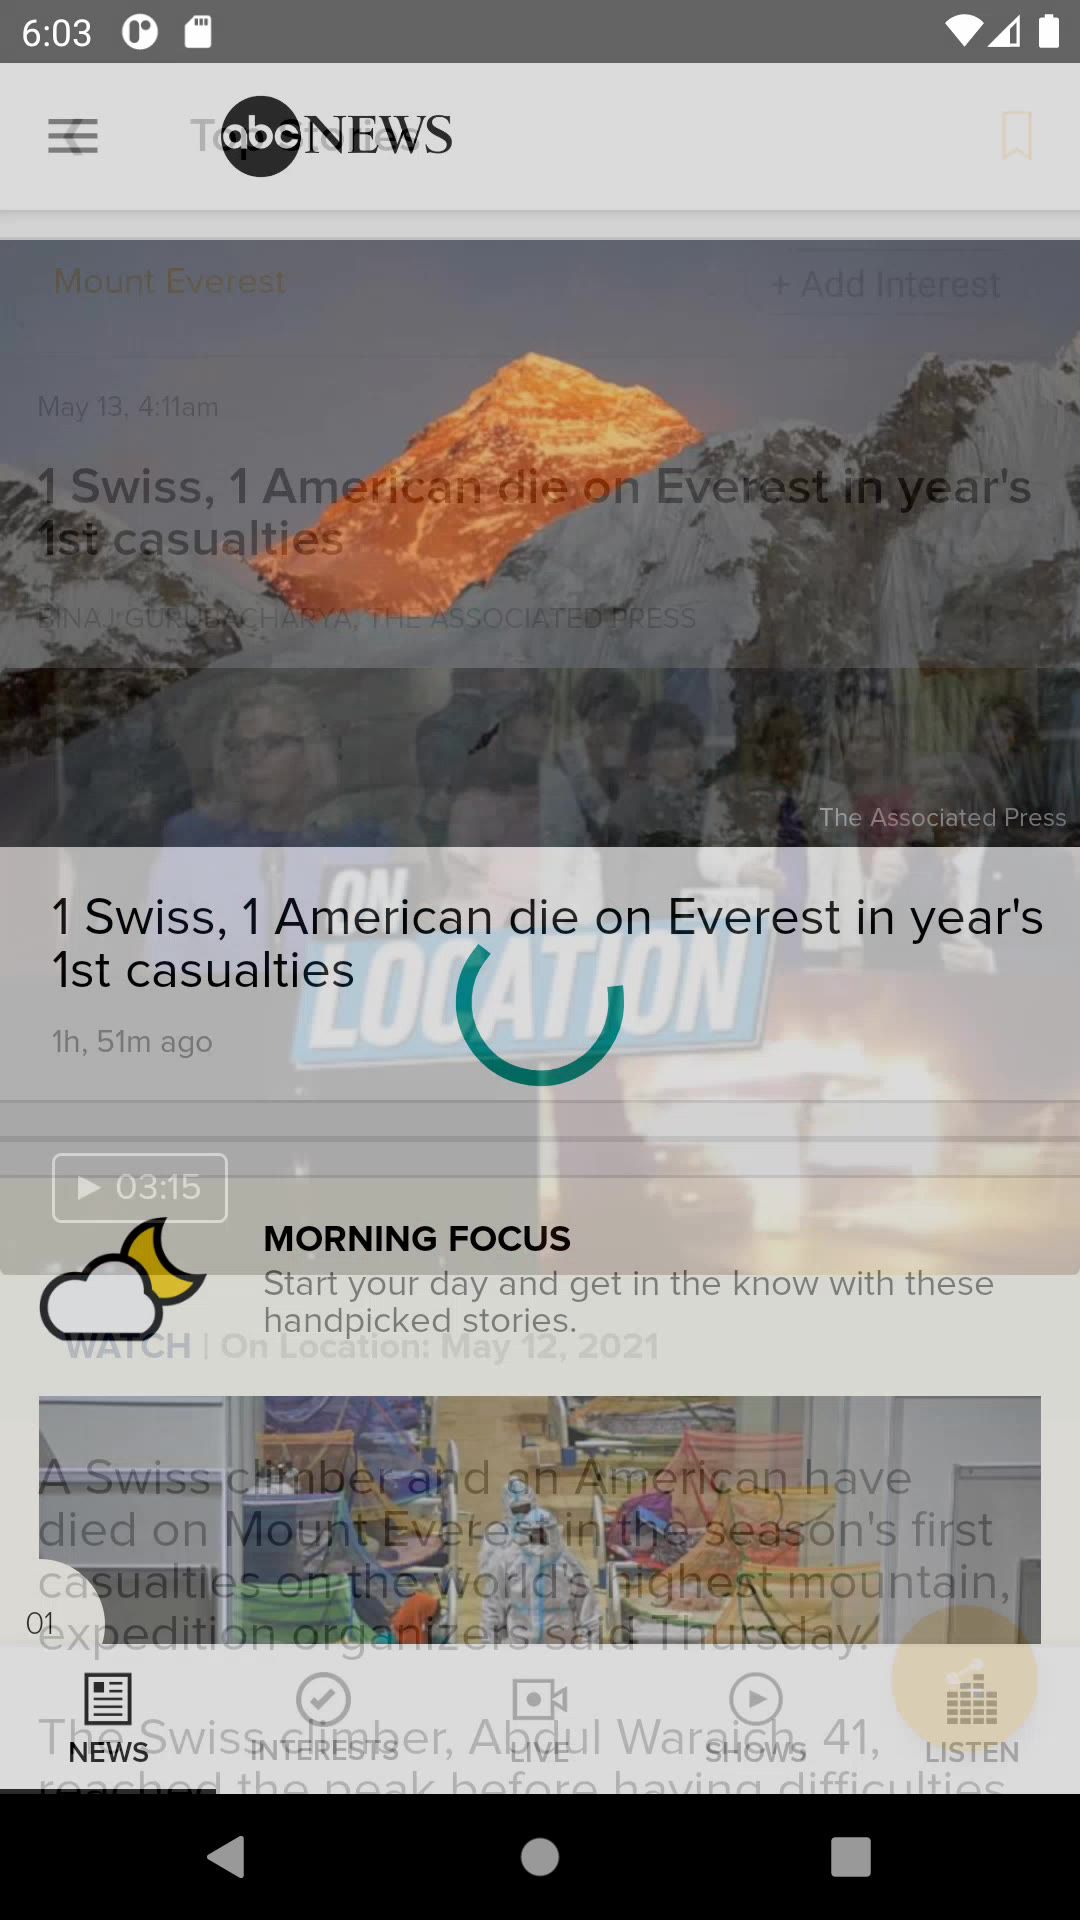 6:03
Top Stories
abc NEWS
Mount Everest
+ Add Interest
May 13, 4:11am
1 Swiss, 1 American die on Everest in year's
1st casualties
BINAJ GURUBACHARYA, THE ASSOCIATED PRESS
The Associated Press
ON
LOCATION
1 Swiss, 1 American die on Everest in year's
1st casualties
1h, 51m ago
03:15
MORNING FOCUS
Start your day and get in the know with these
handpicked stories.
WATCH | On Location: May 12, 2021
A Swiss climber and an American have
died on Mount Everest in the season's first
casualties on the world's highest mountain,
expedition organizers said Thursday.
01
The Swiss climber, Abdul Waraich, 41,
reached the peak before having difficulties
NEWS
INTERESTS
LIVE
SHOWS
LISTEN